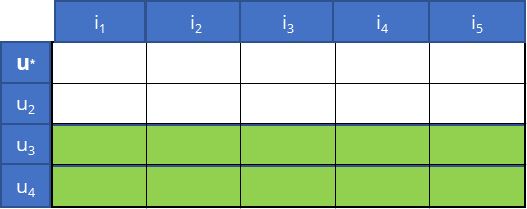 i₁ i₂ i₃ i₄ i₅
u*
u₂
u₃
u₄